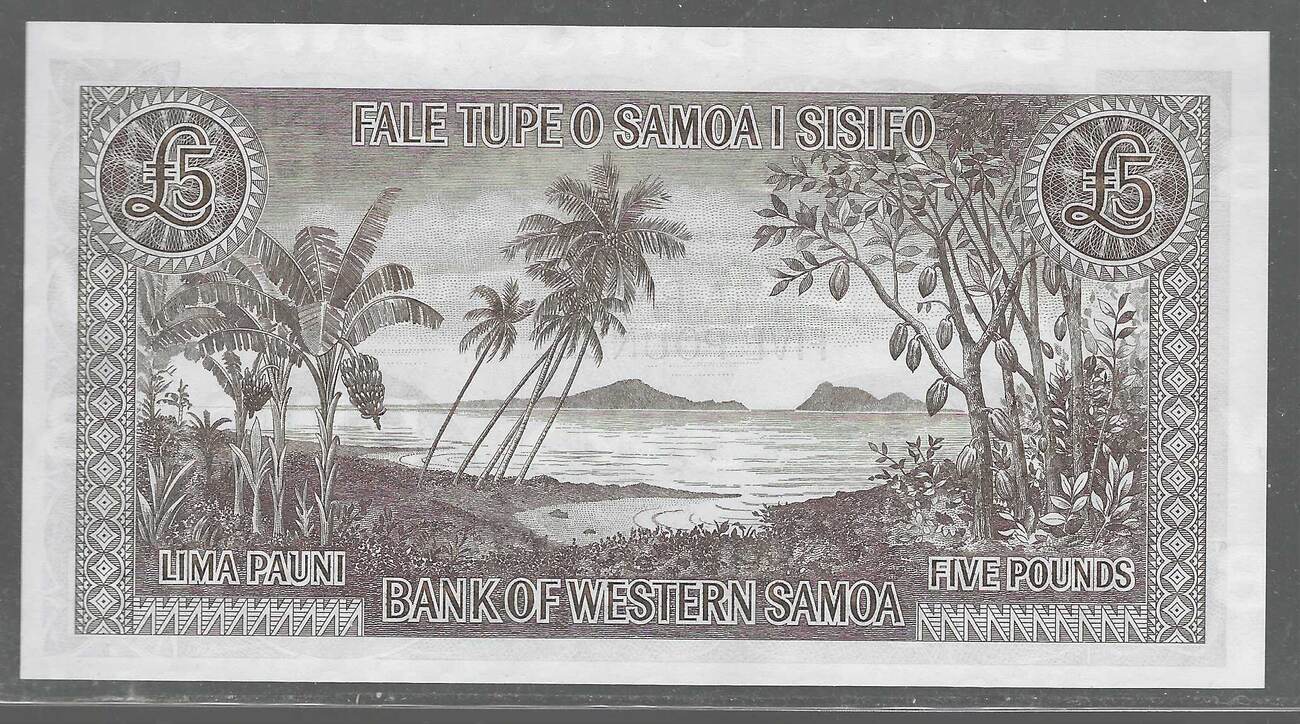 FALE TUPE O SAMOA I SISIFO
£5
£5
LIMA PAUNI
FIVE POUNDS
BANK OF WESTERN SAMOA